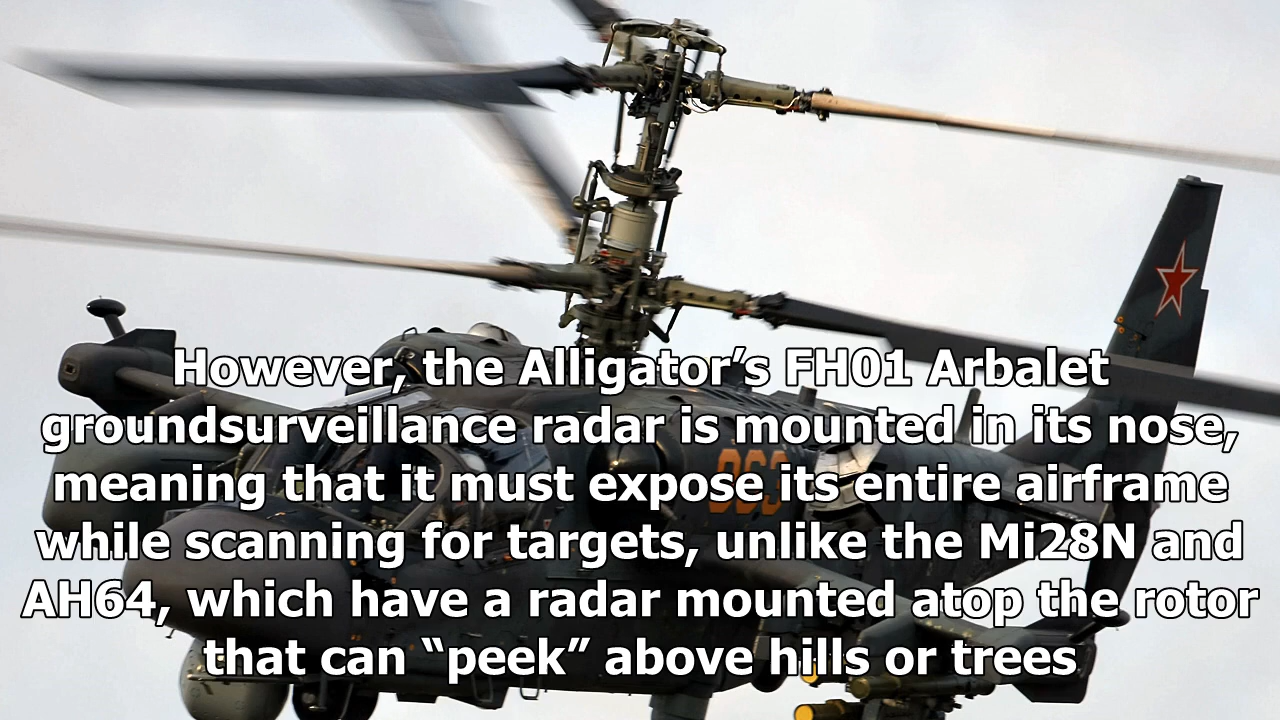 However, the Alligator’s FH01 Arbalet
groundsurveillance radar is mounted in its nose,
meaning that it must expose its entire airframe
while scanning for targets, unlike the Mi28N and
AH64, which have a radar mounted atop the rotor
that can “peek” above hills or trees